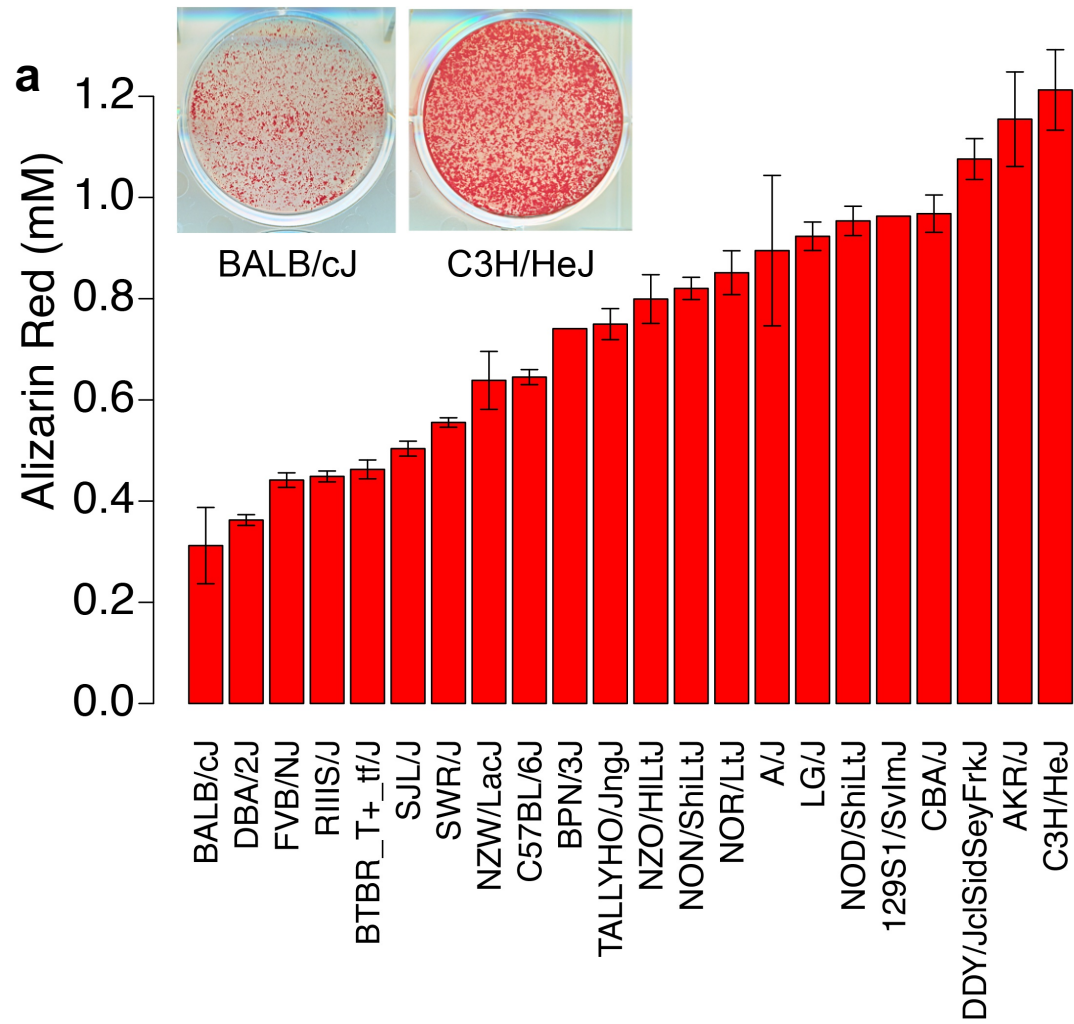 a
BALB/cJ
C3H/HeJ
Alizarin Red (mM)
1.2
1.0
0.8
0.6
0.4
0.2
0.0
BALB/cJ
DBA/2J
FVB/NJ
RIIIS/J
BTBR_T+_tf/J
SJL/J
SWR/J
NZW/LacJ
C57BL/6J
BPN/3J
TALLYHO/JngJ
NZO/HlLtJ
NON/ShiLtJ
NOR/LtJ
A/J
LG/J
NOD/ShiLtJ
129S1/SvImJ
CBA/J
DDY/JclSidSeyFrkJ
AKR/J
C3H/HeJ